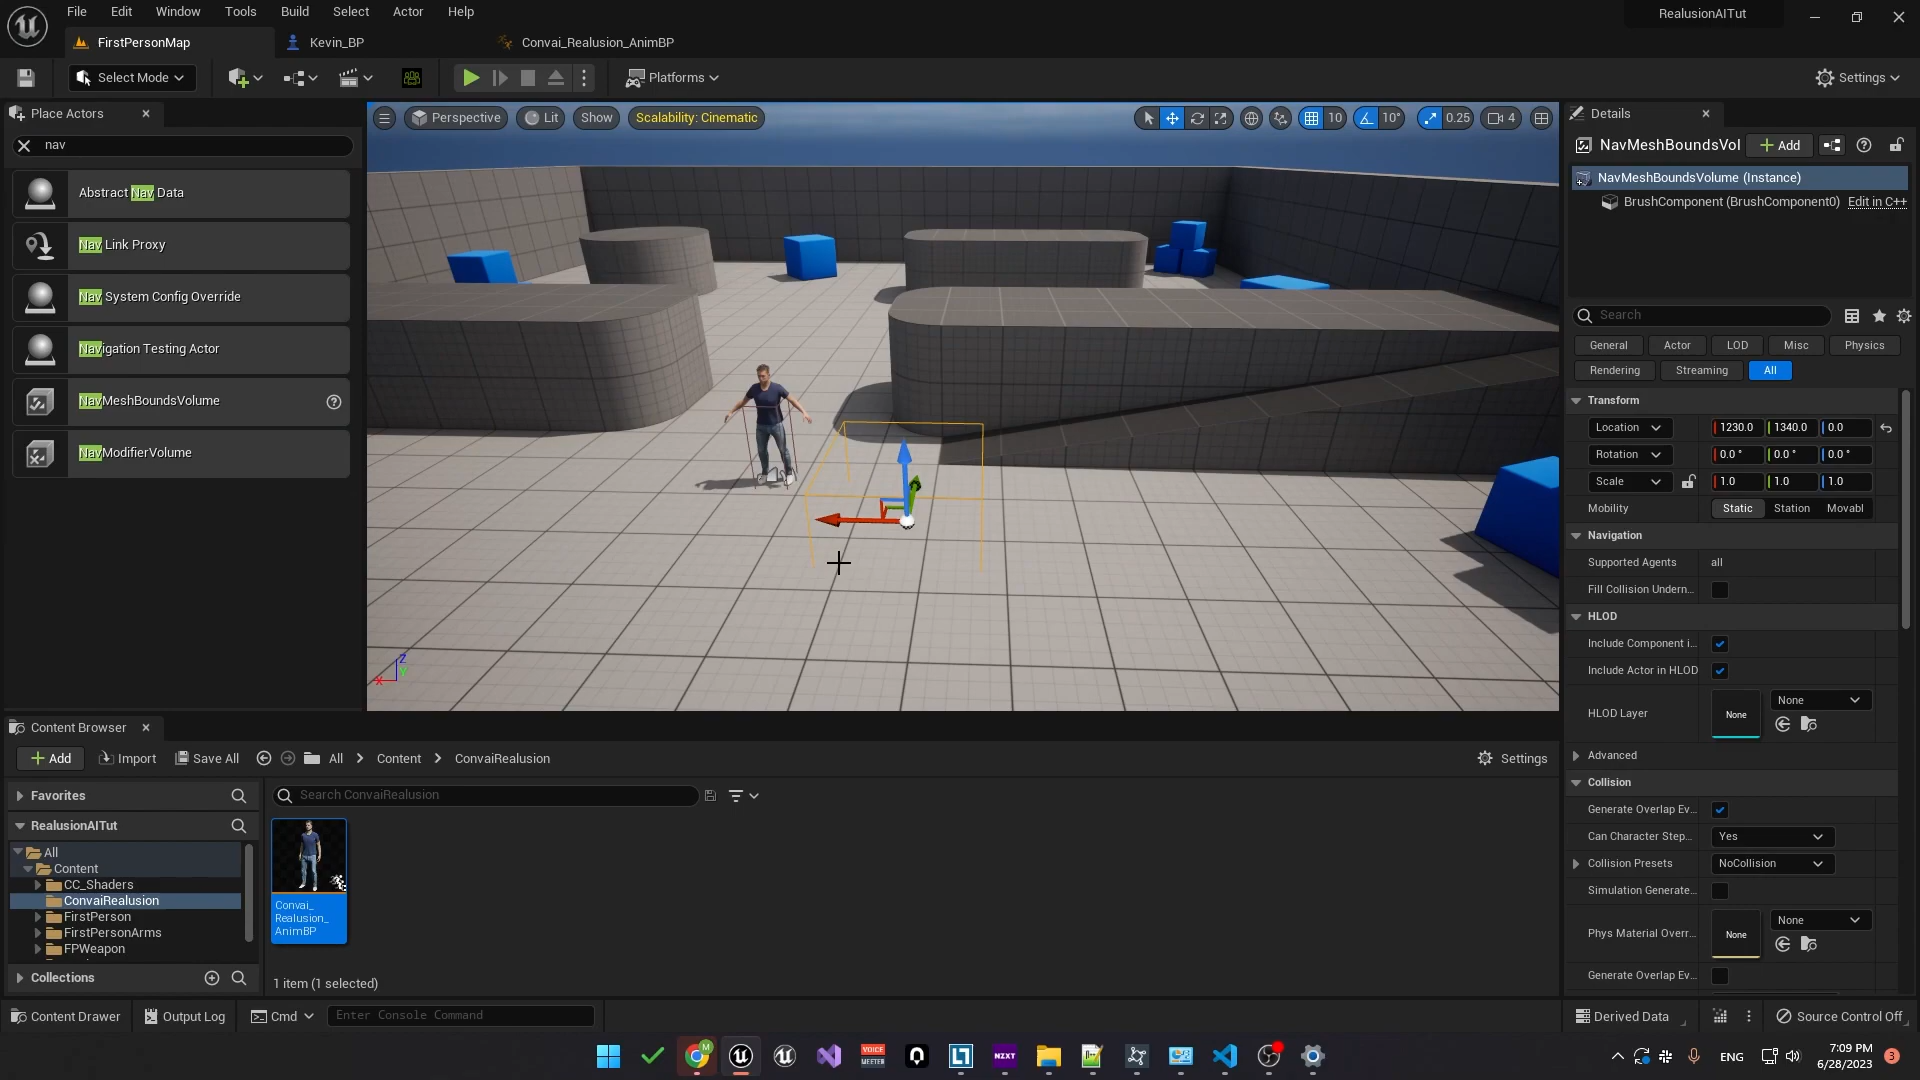 File Edit Window Tools Build Select Actor Help
RealusionAITut
FirstPersonMap
Kevin_BP
Convai_Realusion_AnimBP
Select Mode
Platforms
Settings
Place Actors
nav
Abstract Nav Data
Nav Link Proxy
Nav System Config Override
Navigation Testing Actor
NavMeshBoundsVolume
NavModifierVolume
Perspective
Lit
Show
Scalability: Cinematic
10
10°
0.25
4
Z
Y
X
Details
NavMeshBoundsVol
Add
NavMeshBoundsVolume (Instance)
BrushComponent (BrushComponent0) Edit in C++
Search
General Actor LOD Misc Physics
Rendering Streaming All
Transform
Location 1230.0 1340.0 0.0
Rotation 0.0 ° 0.0 ° 0.0 °
Scale 1.0 1.0 1.0
Mobility Static Station Movabl
Navigation
Supported Agents all
Fill Collision Undern...
HLOD
Include Component i...
Include Actor in HLOD
HLOD Layer None None
Advanced
Collision
Generate Overlap Ev...
Can Character Step... Yes
Collision Presets NoCollision
Simulation Generate...
Phys Material Overr... None None
Generate Overlap Ev...
Content Browser
Add Import Save All All Content ConvaiRealusion Settings
Favorites
RealusionAITut
All
Content
CC_Shaders
ConvaiRealusion
FirstPerson
FirstPersonArms
FPWeapon
Collections
Search ConvaiRealusion
Convai_
Realusion_
AnimBP
1 item (1 selected)
Content Drawer Output Log Cmd Enter Console Command
Derived Data Source Control Off
VOICE
MEETER
NZXT
M
ENG
7:09 PM
6/28/2023
3